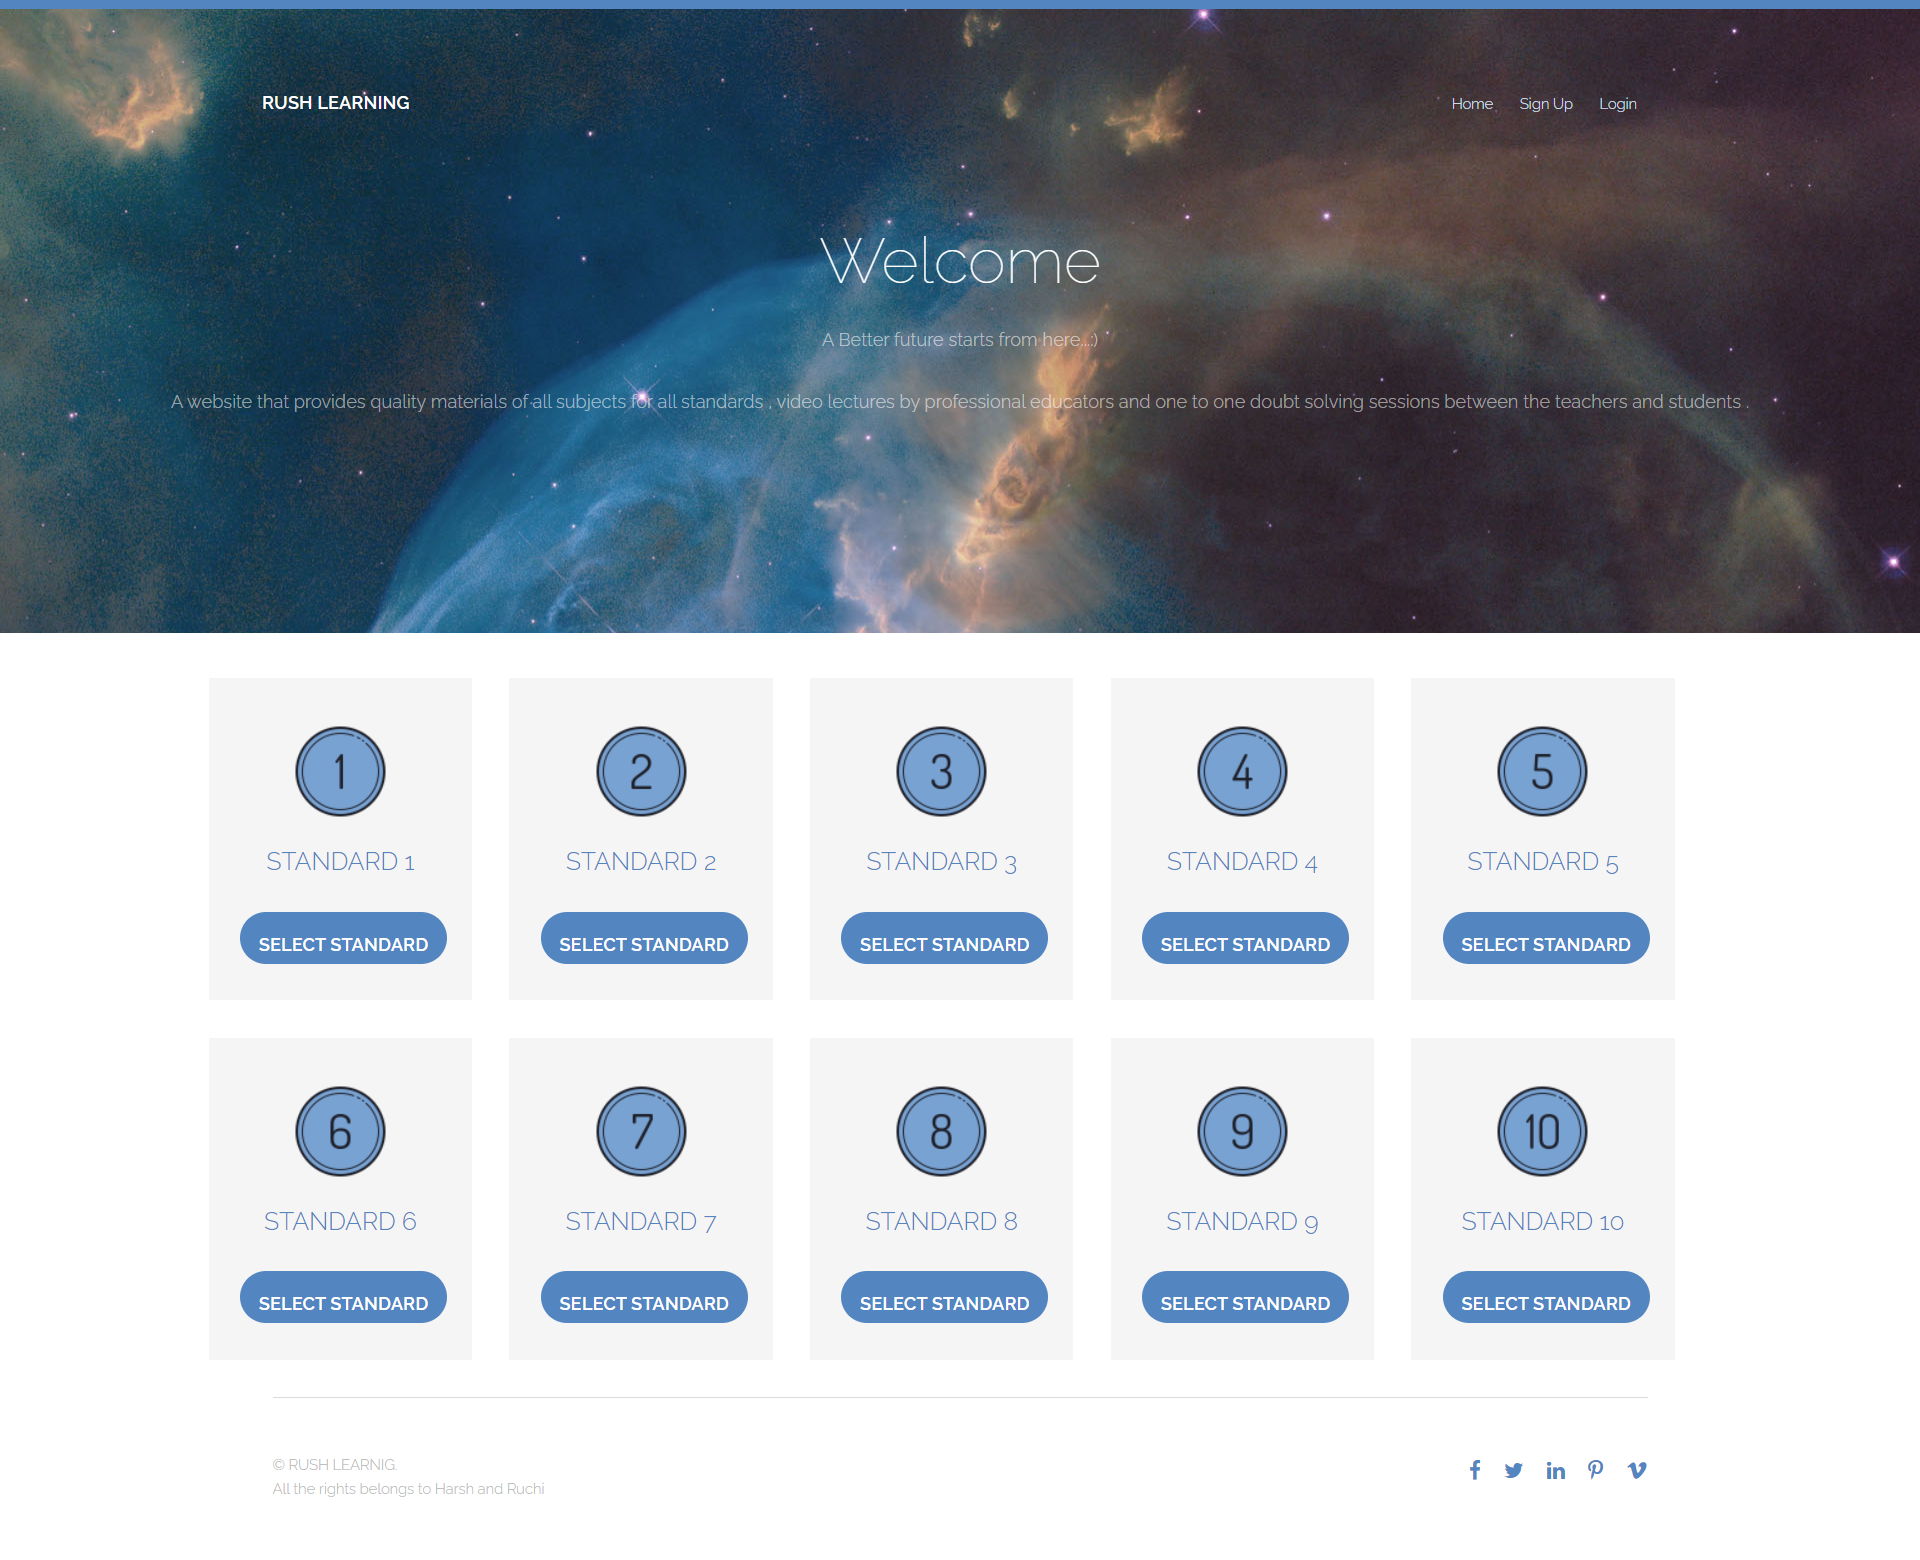 RUSH LEARNING
Home Sign Up Login
Welcome
A Better future starts from here...:)
A website that provides quality materials of all subjects for all standards , video lectures by professional educators and one to one doubt solving sessions between the teachers and students .
1 2 3 4 5
STANDARD 1 STANDARD 2 STANDARD 3 STANDARD 4 STANDARD 5
SELECT STANDARD SELECT STANDARD SELECT STANDARD SELECT STANDARD SELECT STANDARD
6 7 8 9 10
STANDARD 6 STANDARD 7 STANDARD 8 STANDARD 9 STANDARD 10
SELECT STANDARD SELECT STANDARD SELECT STANDARD SELECT STANDARD SELECT STANDARD
© RUSH LEARNIG.
All the rights belongs to Harsh and Ruchi